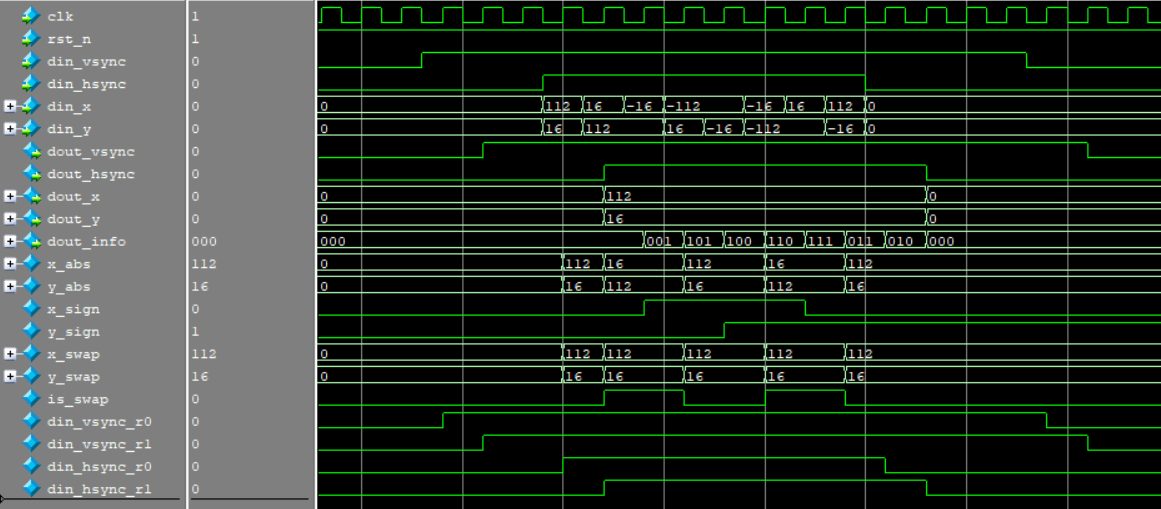 clk 1
rst_n 1
din_vsync 0
din_hsync 0
din_x 0 0 112 16 -16 -112 -16 16 112 0
din_y 0 0 16 112 16 -16 -112 -16 0
dout_vsync 0
dout_hsync 0
dout_x 0 0 112 0
dout_y 0 0 16 0
dout_info 000 000 001 101 100 110 111 011 010 000
x_abs 112 0 112 16 112 16 112
y_abs 16 0 16 112 16 112 16
x_sign 0
y_sign 1
x_swap 112 0 112 112 112 112 112
y_swap 16 0 16 16 16 16 16
is_swap 0
din_vsync_r0 0
din_vsync_r1 0
din_hsync_r0 0
din_hsync_r1 0